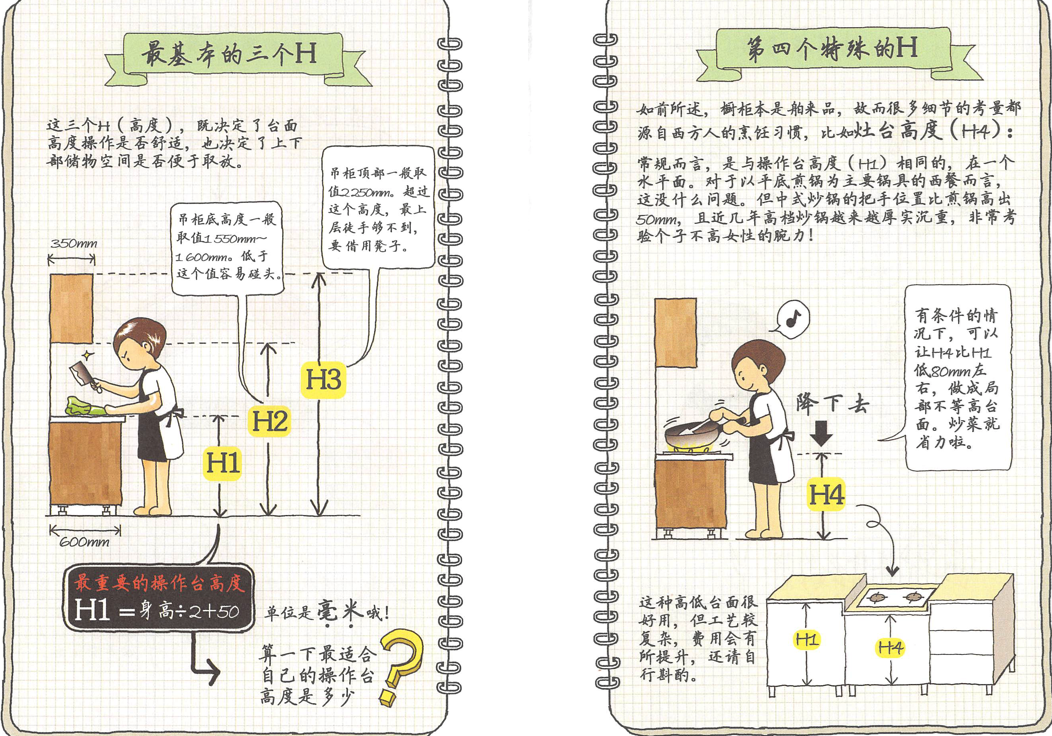 最基本的三个H
这三个H（高度），既决定了台面
高度操作是否舒适，也决定了上下
部储物空间是否便于取放。
吊柜顶部一般取
值2250mm。超过
这个高度，最上
层徒手够不到，
要借用凳子。
吊柜底高度一般
取值1550mm~
1600mm。低于
这个值容易碰头。
350mm
H3
H2
H1
600mm
最重要的操作台高度
H1=身高÷2+50
单位是毫米哦！
算一下最适合
自己的操作台
高度是多少
?
第四个特殊的H
如前所述，橱柜本是舶来品，故而很多细节的考量都
源自西方人的烹饪习惯，比如灶台高度（H4）：
常规而言，是与操作台高度（H1）相同的，在一个
水平面。对于以平底煎锅为主要锅具的西餐而言，
这没什么问题。但中式炒锅的把手位置比煎锅高出
50mm，且近几年高档炒锅越来越厚实沉重，非常考
验个子不高女性的腕力！
有条件的情
况下，可以
让H4比H1
低80mm左
右，做成局
部不等高台
面。炒菜就
省力啦。
降下去
H4
这种高低台面很
好用，但工艺较
复杂，费用会有
所提升，还请自
行斟酌。
H1
H4